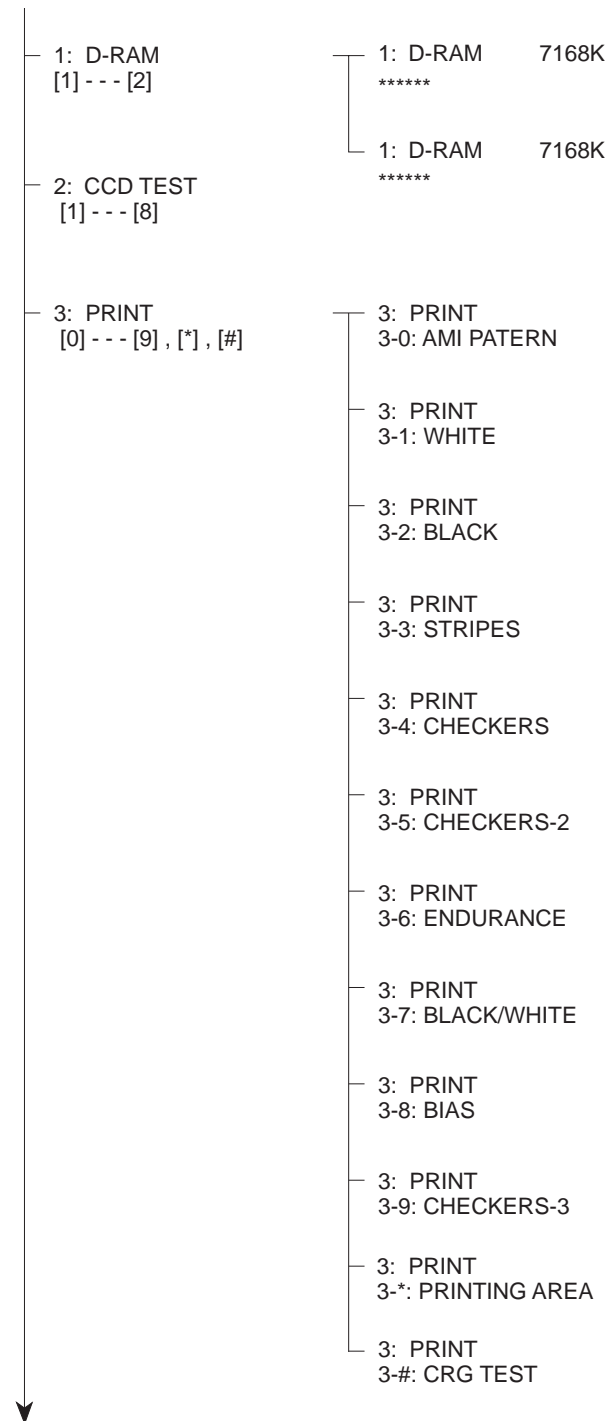 1: D-RAM
[1] - - - [2]
1: D-RAM 7168K
******
1: D-RAM 7168K
******
2: CCD TEST
[1] - - - [8]
3: PRINT
[0] - - - [9] , [*] , [#]
3: PRINT
3-0: AMI PATERN
3: PRINT
3-1: WHITE
3: PRINT
3-2: BLACK
3: PRINT
3-3: STRIPES
3: PRINT
3-4: CHECKERS
3: PRINT
3-5: CHECKERS-2
3: PRINT
3-6: ENDURANCE
3: PRINT
3-7: BLACK/WHITE
3: PRINT
3-8: BIAS
3: PRINT
3-9: CHECKERS-3
3: PRINT
3-*: PRINTING AREA
3: PRINT
3-#: CRG TEST